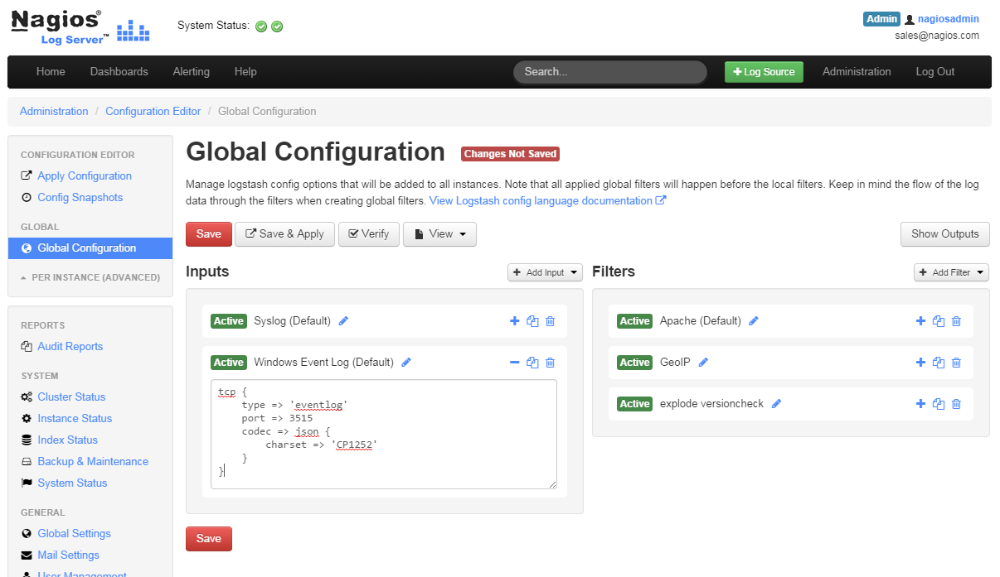 Nagios®
Log Server™
System Status:
Admin nagiosadmin
sales@nagios.com
Home Dashboards Alerting Help Search... + Log Source Administration Log Out
Administration / Configuration Editor / Global Configuration
CONFIGURATION EDITOR
Apply Configuration
Config Snapshots
GLOBAL
Global Configuration
PER INSTANCE (ADVANCED)
REPORTS
Audit Reports
SYSTEM
Cluster Status
Instance Status
Index Status
Backup & Maintenance
System Status
GENERAL
Global Settings
Mail Settings
User Management
Global Configuration Changes Not Saved
Manage logstash config options that will be added to all instances. Note that all applied global filters will happen before the local filters. Keep in mind the flow of the log
data through the filters when creating global filters. View Logstash config language documentation
Save Save & Apply Verify View Show Outputs
Inputs + Add Input
Active Syslog (Default)
Active Windows Event Log (Default)
tcp {
    type => 'eventlog'
    port => 3515
    codec => json {
        charset => 'CP1252'
    }
}
Save
Filters + Add Filter
Active Apache (Default)
Active GeoIP
Active explode versioncheck